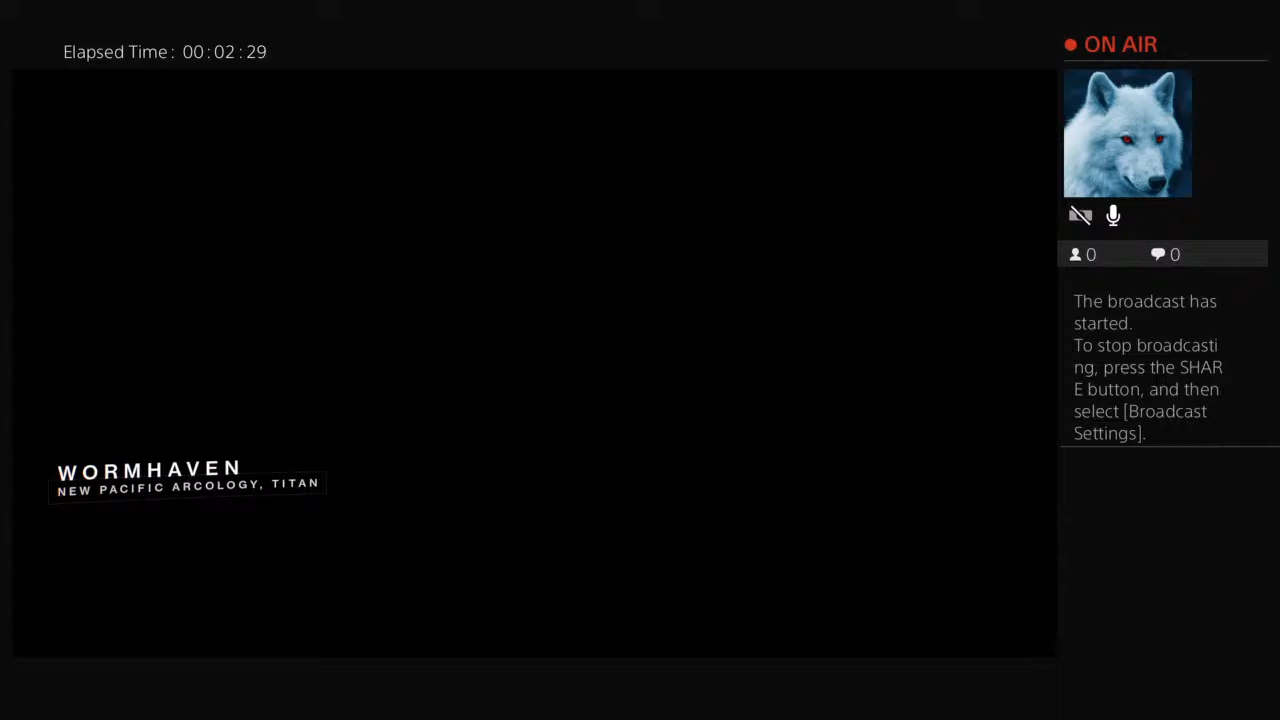 Elapsed Time: 00:02:29
ON AIR
0 0
The broadcast has
started.
To stop broadcasti
ng, press the SHAR
E button, and then
select [Broadcast
Settings].
WORMHAVEN
NEW PACIFIC ARCOLOGY, TITAN